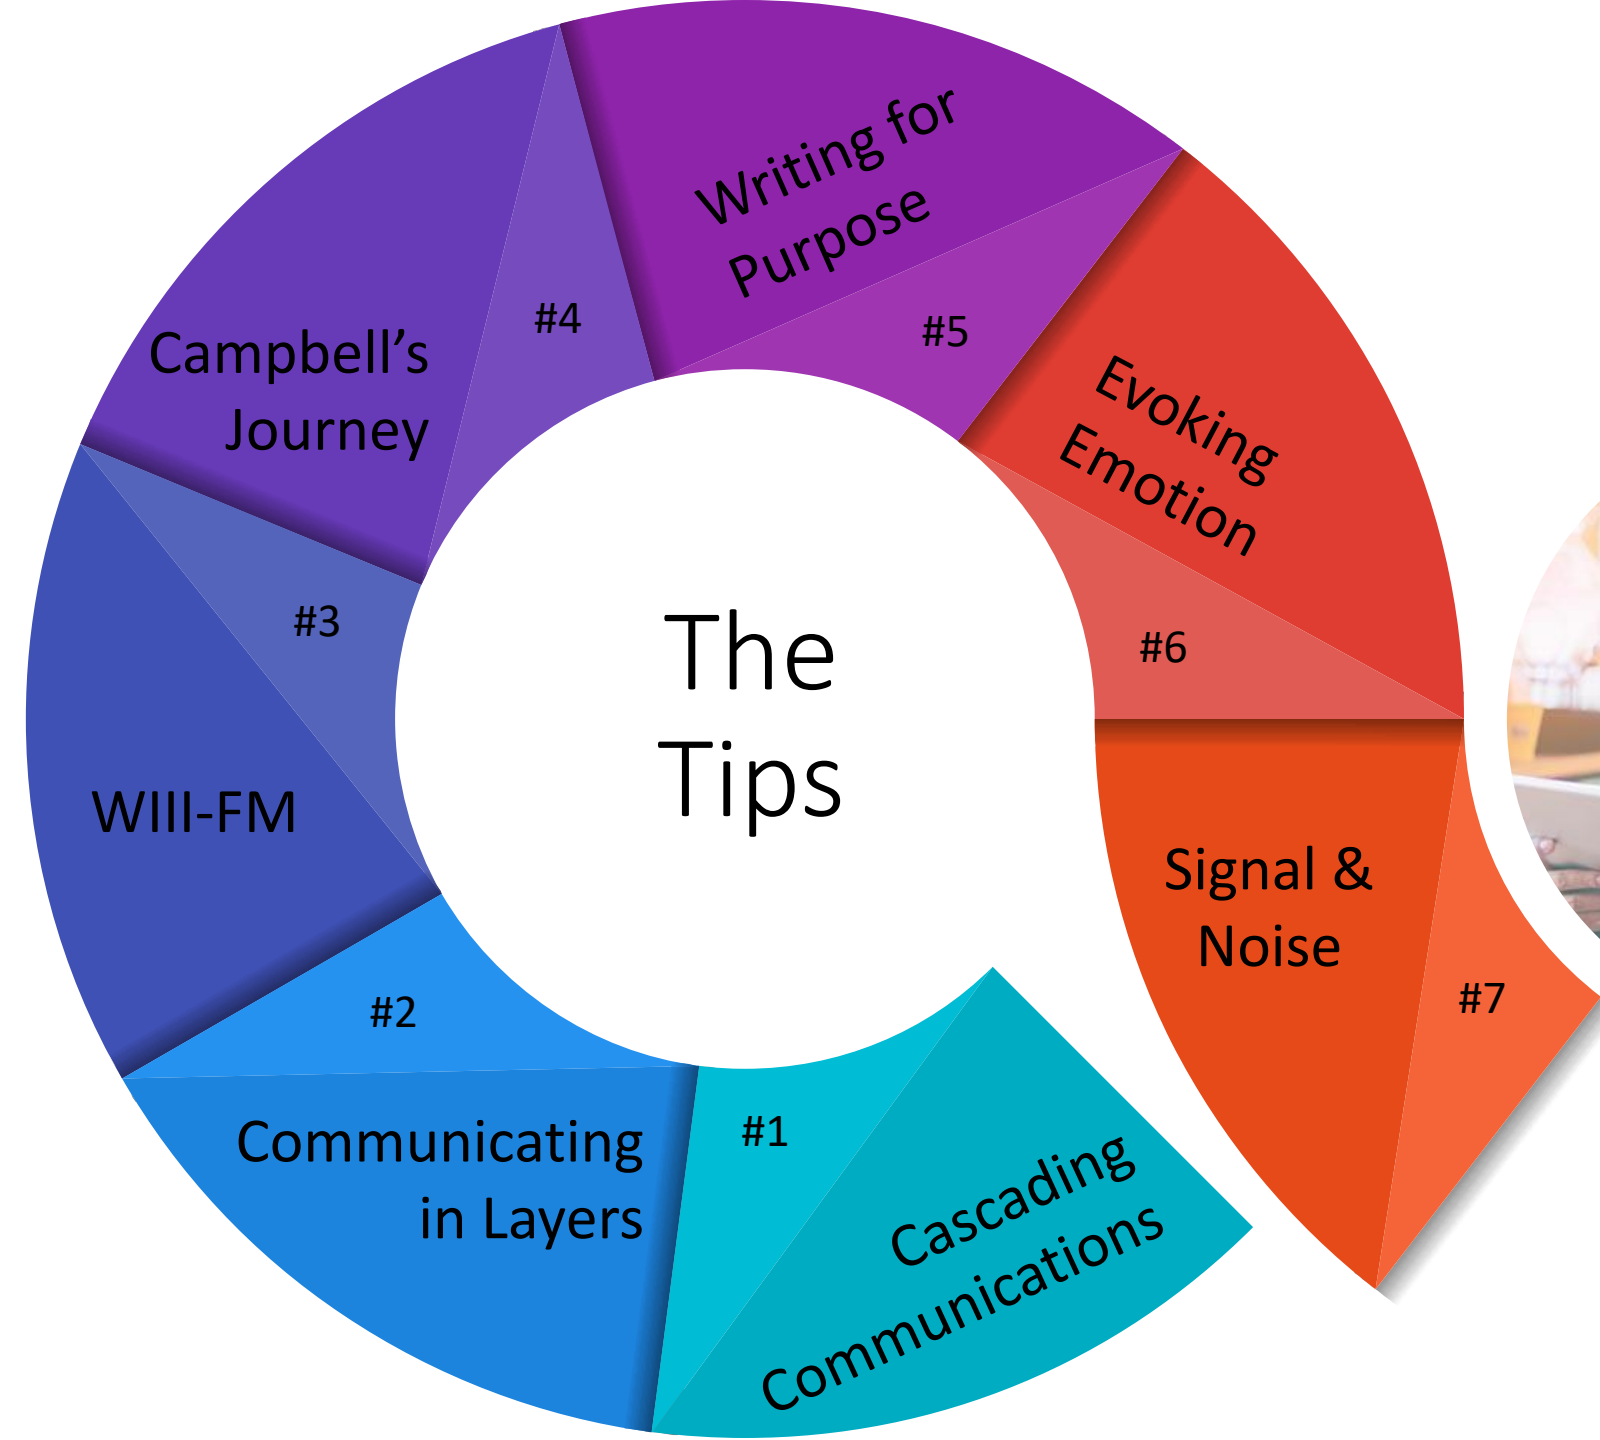 The
Tips
#1
Cascading
Communications
#2
Communicating
in Layers
#3
WIII-FM
#4
Campbell’s
Journey
#5
Writing for
Purpose
#6
Evoking
Emotion
#7
Signal &
Noise